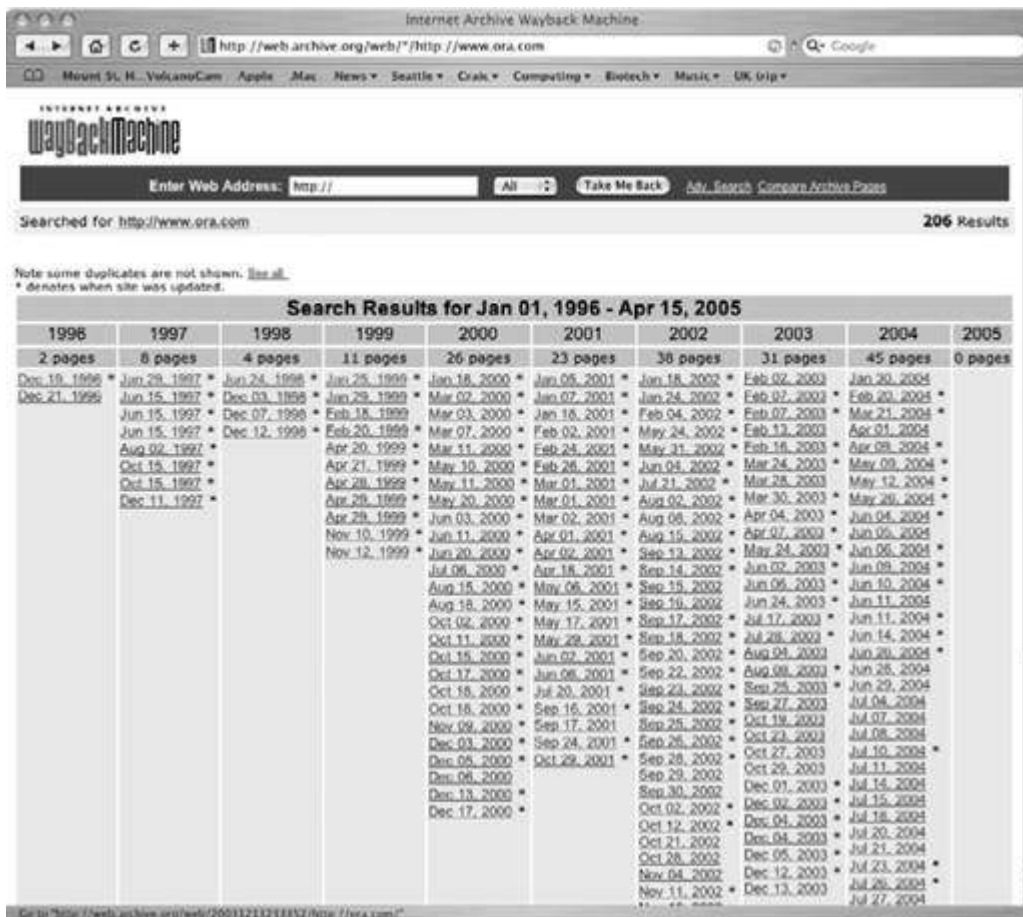 Internet Archive Wayback Machine
http://web.archive.org/web/*/http://www.ora.com
Google
Mount St. H...VolcanoCam Apple .Mac News Seattle Craic Computing Biotech Music UK trip
INTERNET ARCHIVE
WayBackMachine
Enter Web Address: http:// All Take Me Back Adv. Search Compare Archive Pages
Searched for http://www.ora.com 206 Results
Note some duplicates are not shown. See all.
* denotes when site was updated.
Search Results for Jan 01, 1996 - Apr 15, 2005
1996 1997 1998 1999 2000 2001 2002 2003 2004 2005
2 pages 8 pages 4 pages 11 pages 26 pages 23 pages 38 pages 31 pages 45 pages 0 pages
Dec 19, 1996 *
Dec 21, 1996
Jan 29, 1997 *
Jun 15, 1997 *
Jun 15, 1997 *
Jun 15, 1997 *
Aug 02, 1997 *
Oct 15, 1997 *
Oct 15, 1997 *
Dec 11, 1997 *
Jun 24, 1998 *
Dec 03, 1998 *
Dec 07, 1998 *
Dec 12, 1998 *
Jan 25, 1999 *
Jan 29, 1999 *
Feb 18, 1999
Feb 20, 1999 *
Apr 20, 1999 *
Apr 21, 1999 *
Apr 28, 1999 *
Apr 29, 1999 *
Apr 29, 1999 *
Nov 10, 1999 *
Nov 12, 1999 *
Jan 18, 2000 *
Mar 02, 2000 *
Mar 03, 2000 *
Mar 07, 2000 *
Mar 11, 2000 *
May 10, 2000 *
May 11, 2000 *
May 20, 2000 *
Jun 03, 2000 *
Jun 11, 2000 *
Jun 20, 2000 *
Jul 06, 2000 *
Aug 15, 2000 *
Aug 18, 2000 *
Oct 02, 2000 *
Oct 11, 2000 *
Oct 15, 2000 *
Oct 17, 2000 *
Oct 18, 2000 *
Oct 18, 2000 *
Nov 09, 2000 *
Dec 03, 2000 *
Dec 05, 2000 *
Dec 06, 2000
Dec 13, 2000 *
Dec 17, 2000 *
Jan 05, 2001 *
Jan 07, 2001 *
Jan 18, 2001 *
Feb 02, 2001 *
Feb 24, 2001 *
Feb 26, 2001 *
Mar 01, 2001 *
Mar 01, 2001 *
Mar 02, 2001 *
Apr 01, 2001 *
Apr 02, 2001 *
Apr 18, 2001 *
May 06, 2001 *
May 15, 2001 *
May 17, 2001 *
May 29, 2001 *
Jun 02, 2001 *
Jun 08, 2001 *
Jul 20, 2001 *
Sep 16, 2001 *
Sep 17, 2001
Sep 24, 2001 *
Oct 29, 2001 *
Jan 18, 2002 *
Jan 24, 2002 *
Feb 04, 2002 *
May 24, 2002 *
May 31, 2002 *
Jun 04, 2002 *
Jul 21, 2002 *
Aug 02, 2002 *
Aug 08, 2002 *
Aug 15, 2002 *
Sep 13, 2002 *
Sep 14, 2002 *
Sep 15, 2002
Sep 16, 2002
Sep 17, 2002 *
Sep 18, 2002 *
Sep 20, 2002 *
Sep 22, 2002 *
Sep 23, 2002 *
Sep 24, 2002 *
Sep 25, 2002 *
Sep 26, 2002 *
Sep 28, 2002 *
Sep 29, 2002
Sep 30, 2002
Oct 02, 2002 *
Oct 12, 2002 *
Oct 21, 2002
Oct 28, 2002
Nov 04, 2002
Nov 11, 2002 *
Feb 02, 2003
Feb 07, 2003 *
Feb 07, 2003 *
Feb 13, 2003
Feb 16, 2003 *
Mar 24, 2003 *
Mar 28, 2003
Mar 30, 2003 *
Apr 04, 2003 *
Apr 07, 2003 *
May 24, 2003 *
Jun 02, 2003 *
Jun 06, 2003 *
Jun 24, 2003 *
Jul 17, 2003 *
Jul 28, 2003 *
Aug 04, 2003
Aug 08, 2003 *
Sep 25, 2003 *
Sep 27, 2003
Oct 19, 2003
Oct 23, 2003
Oct 27, 2003
Oct 29, 2003
Dec 01, 2003 *
Dec 02, 2003 *
Dec 04, 2003 *
Dec 04, 2003 *
Dec 05, 2003 *
Dec 12, 2003 *
Dec 13, 2003
Jan 30, 2004
Feb 20, 2004 *
Mar 21, 2004 *
Apr 01, 2004
Apr 09, 2004 *
May 09, 2004 *
May 12, 2004 *
May 26, 2004 *
Jun 04, 2004 *
Jun 05, 2004
Jun 06, 2004 *
Jun 09, 2004 *
Jun 10, 2004 *
Jun 11, 2004
Jun 11, 2004 *
Jun 14, 2004 *
Jun 26, 2004 *
Jun 28, 2004
Jun 29, 2004
Jul 04, 2004
Jul 07, 2004
Jul 08, 2004
Jul 10, 2004 *
Jul 11, 2004
Jul 14, 2004
Jul 15, 2004
Jul 18, 2004
Jul 20, 2004
Jul 21, 2004
Jul 23, 2004 *
Jul 26, 2004 *
Jul 27, 2004